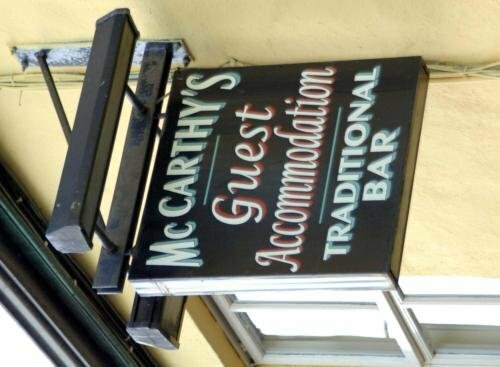 McCARTHY'S
Guest
Accommodation
TRADITIONAL
BAR